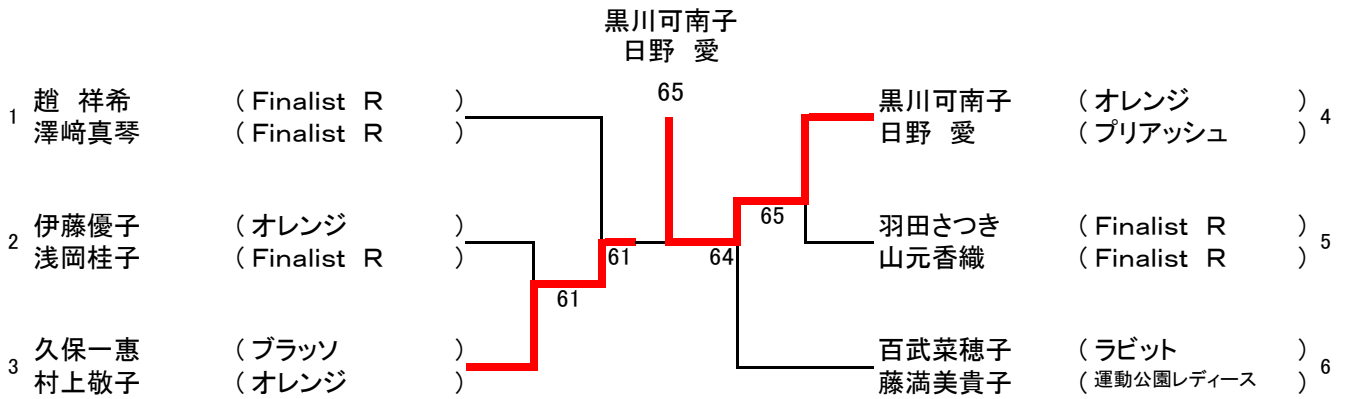 黒川可南子
日野 愛
65
1 趙 祥希 ( Finalist R )
澤﨑真琴 ( Finalist R )
2 伊藤優子 ( オレンジ )
浅岡桂子 ( Finalist R )
3 久保一惠 ( ブラッソ )
村上敬子 ( オレンジ )
61
61
64
65
黒川可南子 ( オレンジ ) 4
日野 愛 ( プリアッシュ )
羽田さつき ( Finalist R ) 5
山元香織 ( Finalist R )
百武菜穂子 ( ラビット ) 6
藤満美貴子 ( 運動公園レディース )